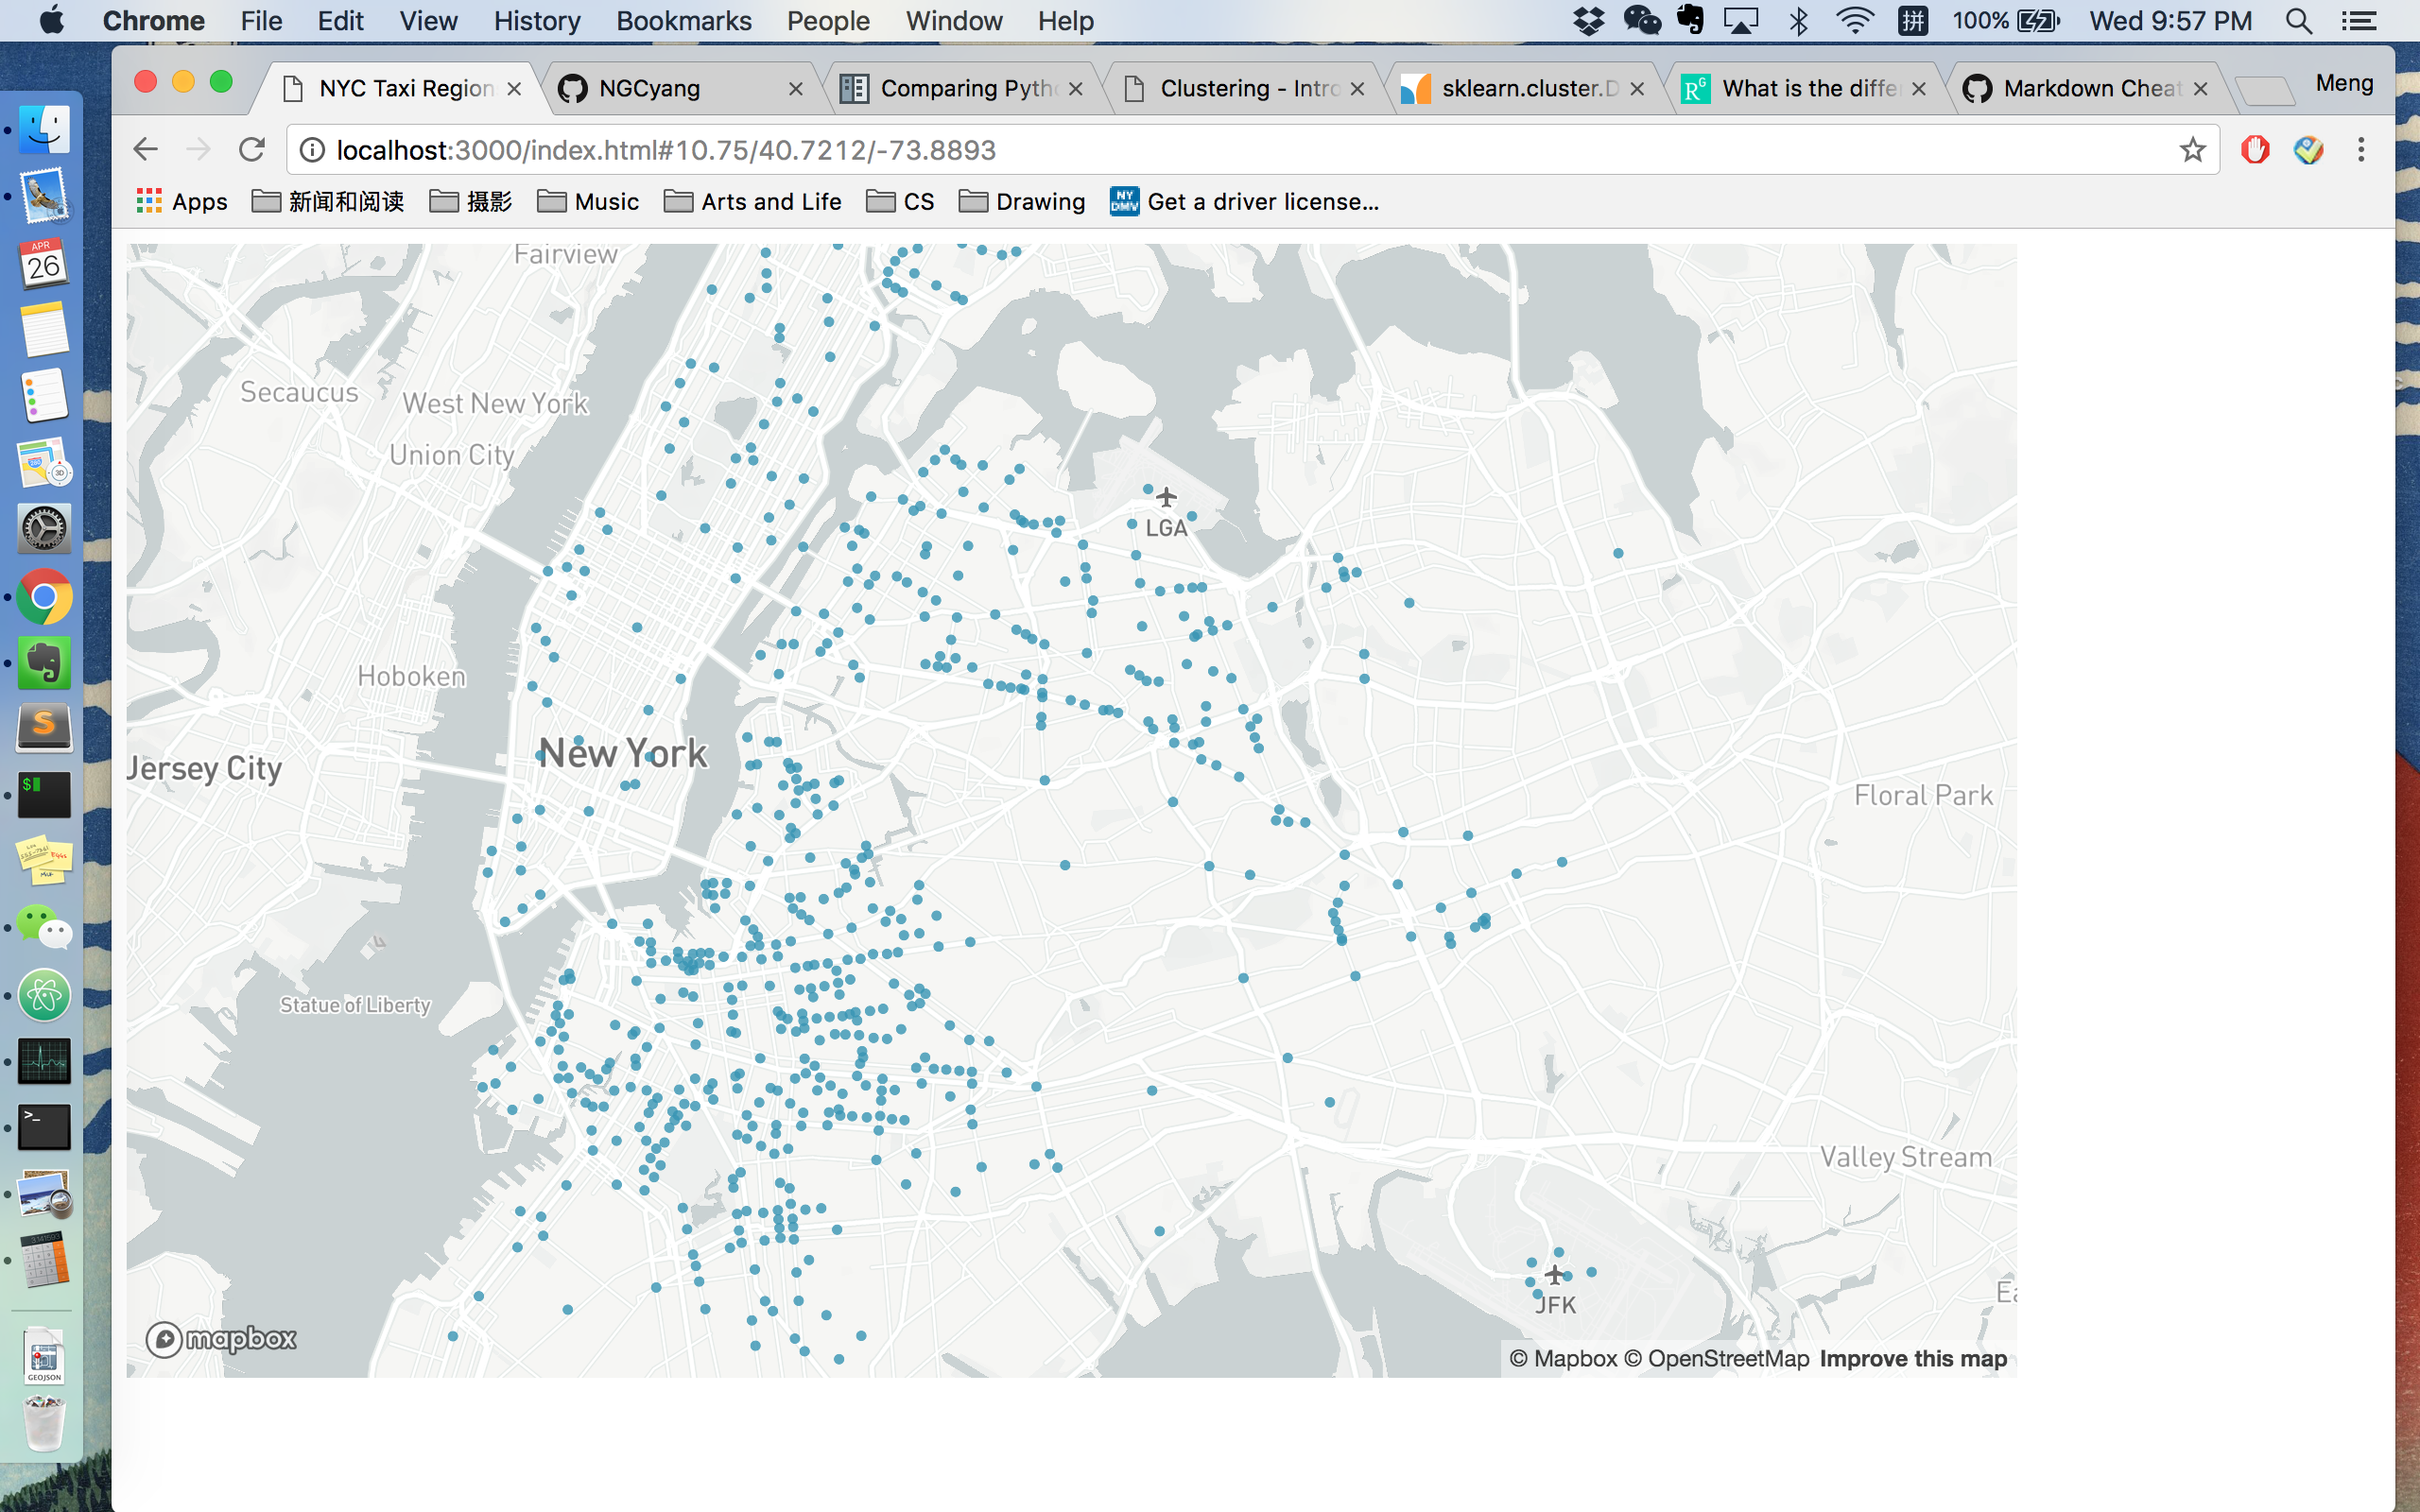 Chrome File Edit View History Bookmarks People Window Help 拼 100% Wed 9:57 PM
NYC Taxi Region NGCyang Comparing Pyth Clustering - Intro sklearn.cluster.D What is the diffe Markdown Cheat Meng
localhost:3000/index.html#10.75/40.7212/-73.8893
Apps 新闻和阅读 摄影 Music Arts and Life CS Drawing NY DMV Get a driver license...
APR
26
Fairview
Secaucus
West New York
Union City
LGA
Hoboken
New York
Jersey City
Floral Park
Statue of Liberty
Valley Stream
JFK
mapbox
© Mapbox © OpenStreetMap Improve this map
GEOJSON